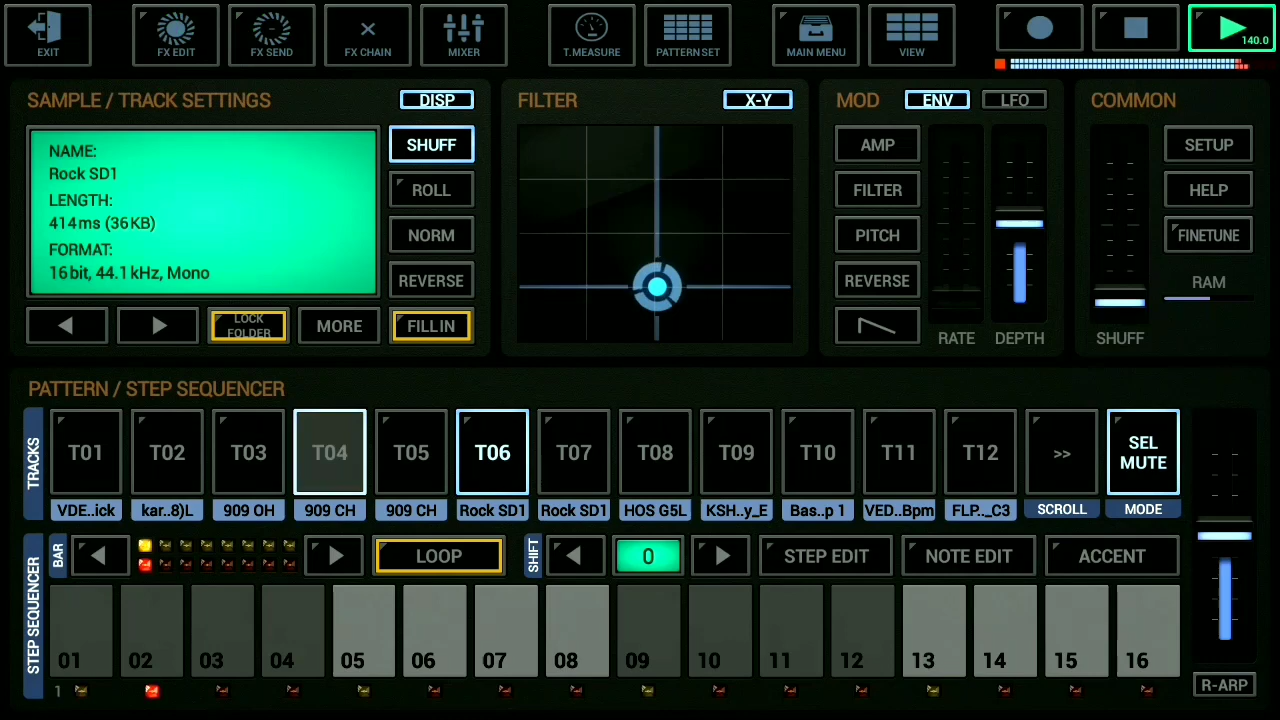 EXIT
FX EDIT
FX SEND
FX CHAIN
MIXER
T.MEASURE
PATTERN SET
MAIN MENU
VIEW
140.0
SAMPLE / TRACK SETTINGS
DISP
FILTER
X-Y
MOD
ENV
LFO
COMMON
NAME:
Rock SD1
LENGTH:
414ms (36KB)
FORMAT:
16bit, 44.1kHz, Mono
SHUFF
ROLL
NORM
REVERSE
LOCK
FOLDER
MORE
FILL IN
AMP
FILTER
PITCH
REVERSE
RATE
DEPTH
SHUFF
SETUP
HELP
FINETUNE
RAM
PATTERN / STEP SEQUENCER
TRACKS
T01
T02
T03
T04
T05
T06
T07
T08
T09
T10
T11
T12
>>
SEL
MUTE
VDE..ick
kar..8)L
909 OH
909 CH
909 CH
Rock SD1
Rock SD1
HOS G5L
KSH..y_E
Bas..p 1
VED..Bpm
FLP.._C3
SCROLL
MODE
STEP SEQUENCER
BAR
LOOP
SHIFT
0
STEP EDIT
NOTE EDIT
ACCENT
01
02
03
04
05
06
07
08
09
10
11
12
13
14
15
16
1
R-ARP